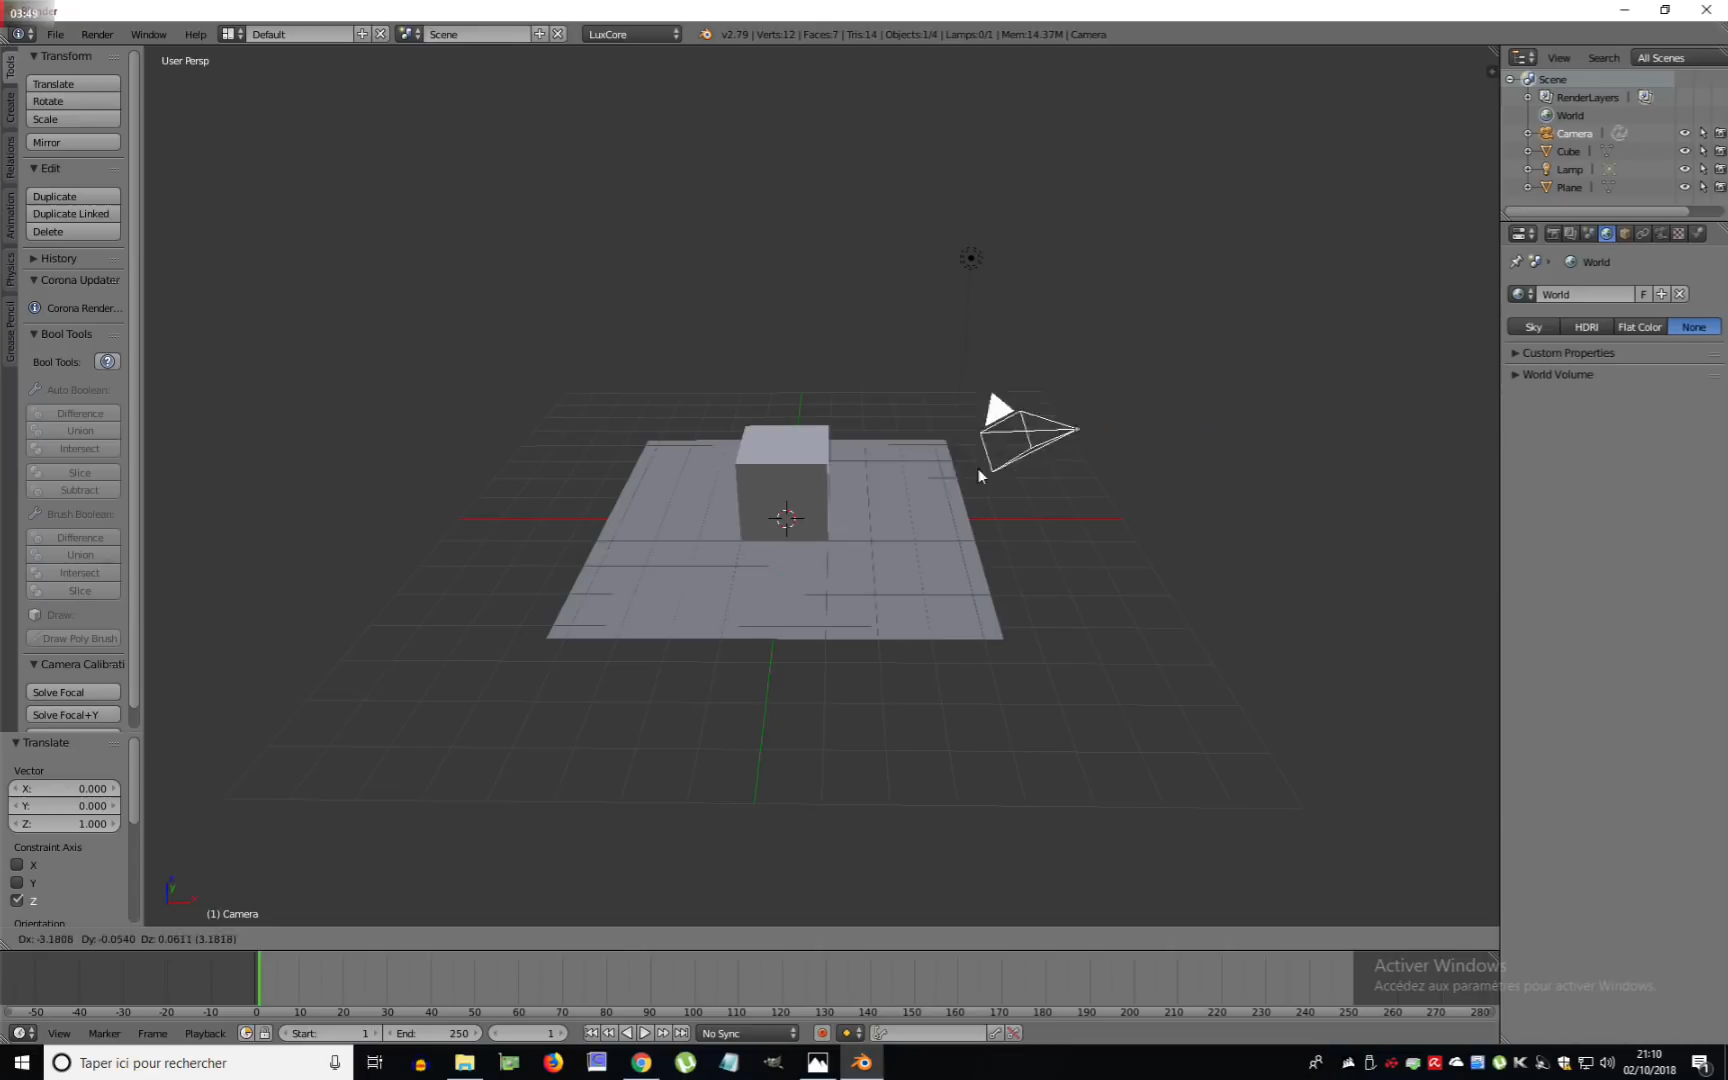 03:49
File Render Window Help Default Scene LuxCore v2.79 | Verts:12 | Faces:7 | Tris:14 | Objects:1/4 | Lamps:0/1 | Mem:14.37M | Camera
Tools
Create
Relations
Animation
Physics
Grease Pencil
Transform
Translate
Rotate
Scale
Mirror
Edit
Duplicate
Duplicate Linked
Delete
History
Corona Updater
Corona Render...
Bool Tools
Bool Tools:
Auto Boolean:
Difference
Union
Intersect
Slice
Subtract
Brush Boolean:
Difference
Union
Intersect
Slice
Draw:
Draw Poly Brush
Camera Calibrati
Solve Focal
Solve Focal+Y
Translate
Vector
X: 0.000
Y: 0.000
Z: 1.000
Constraint Axis
X
Y
Z
Orientation
User Persp
(1) Camera
Dx: -3.1808 Dy: -0.0540 Dz: 0.0611 (3.1818)
View Search All Scenes
Scene
RenderLayers
World
Camera
Cube
Lamp
Plane
World
World F
Sky HDRI Flat Color None
Custom Properties
World Volume
Activer Windows
Accédez aux paramètres pour activer Windows.
-50 -40 -30 -20 -10 0 10 20 30 40 50 60 70 80 90 100 110 120 130 140 150 160 170 180 190 200 210 220 230 240 250 260 270 280
View Marker Frame Playback Start: 1 End: 250 1 No Sync
Taper ici pour rechercher
21:10
02/10/2018